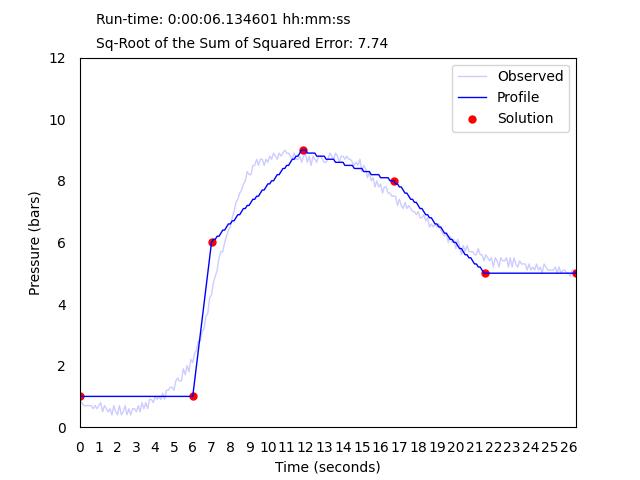 Run-time: 0:00:06.134601 hh:mm:ss
Sq-Root of the Sum of Squared Error: 7.74
12
10
8
6
4
2
0
Pressure (bars)
Observed
Profile
Solution
0 1 2 3 4 5 6 7 8 9 10 11 12 13 14 15 16 17 18 19 20 21 22 23 24 25 26
Time (seconds)